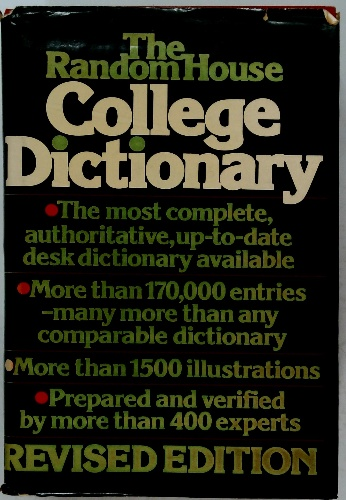 The
Random House
College
Dictionary
•The most complete,
authoritative, up-to-date
desk dictionary available
•More than 170,000 entries
–many more than any
comparable dictionary
•More than 1500 illustrations
•Prepared and verified
by more than 400 experts
REVISED EDITION